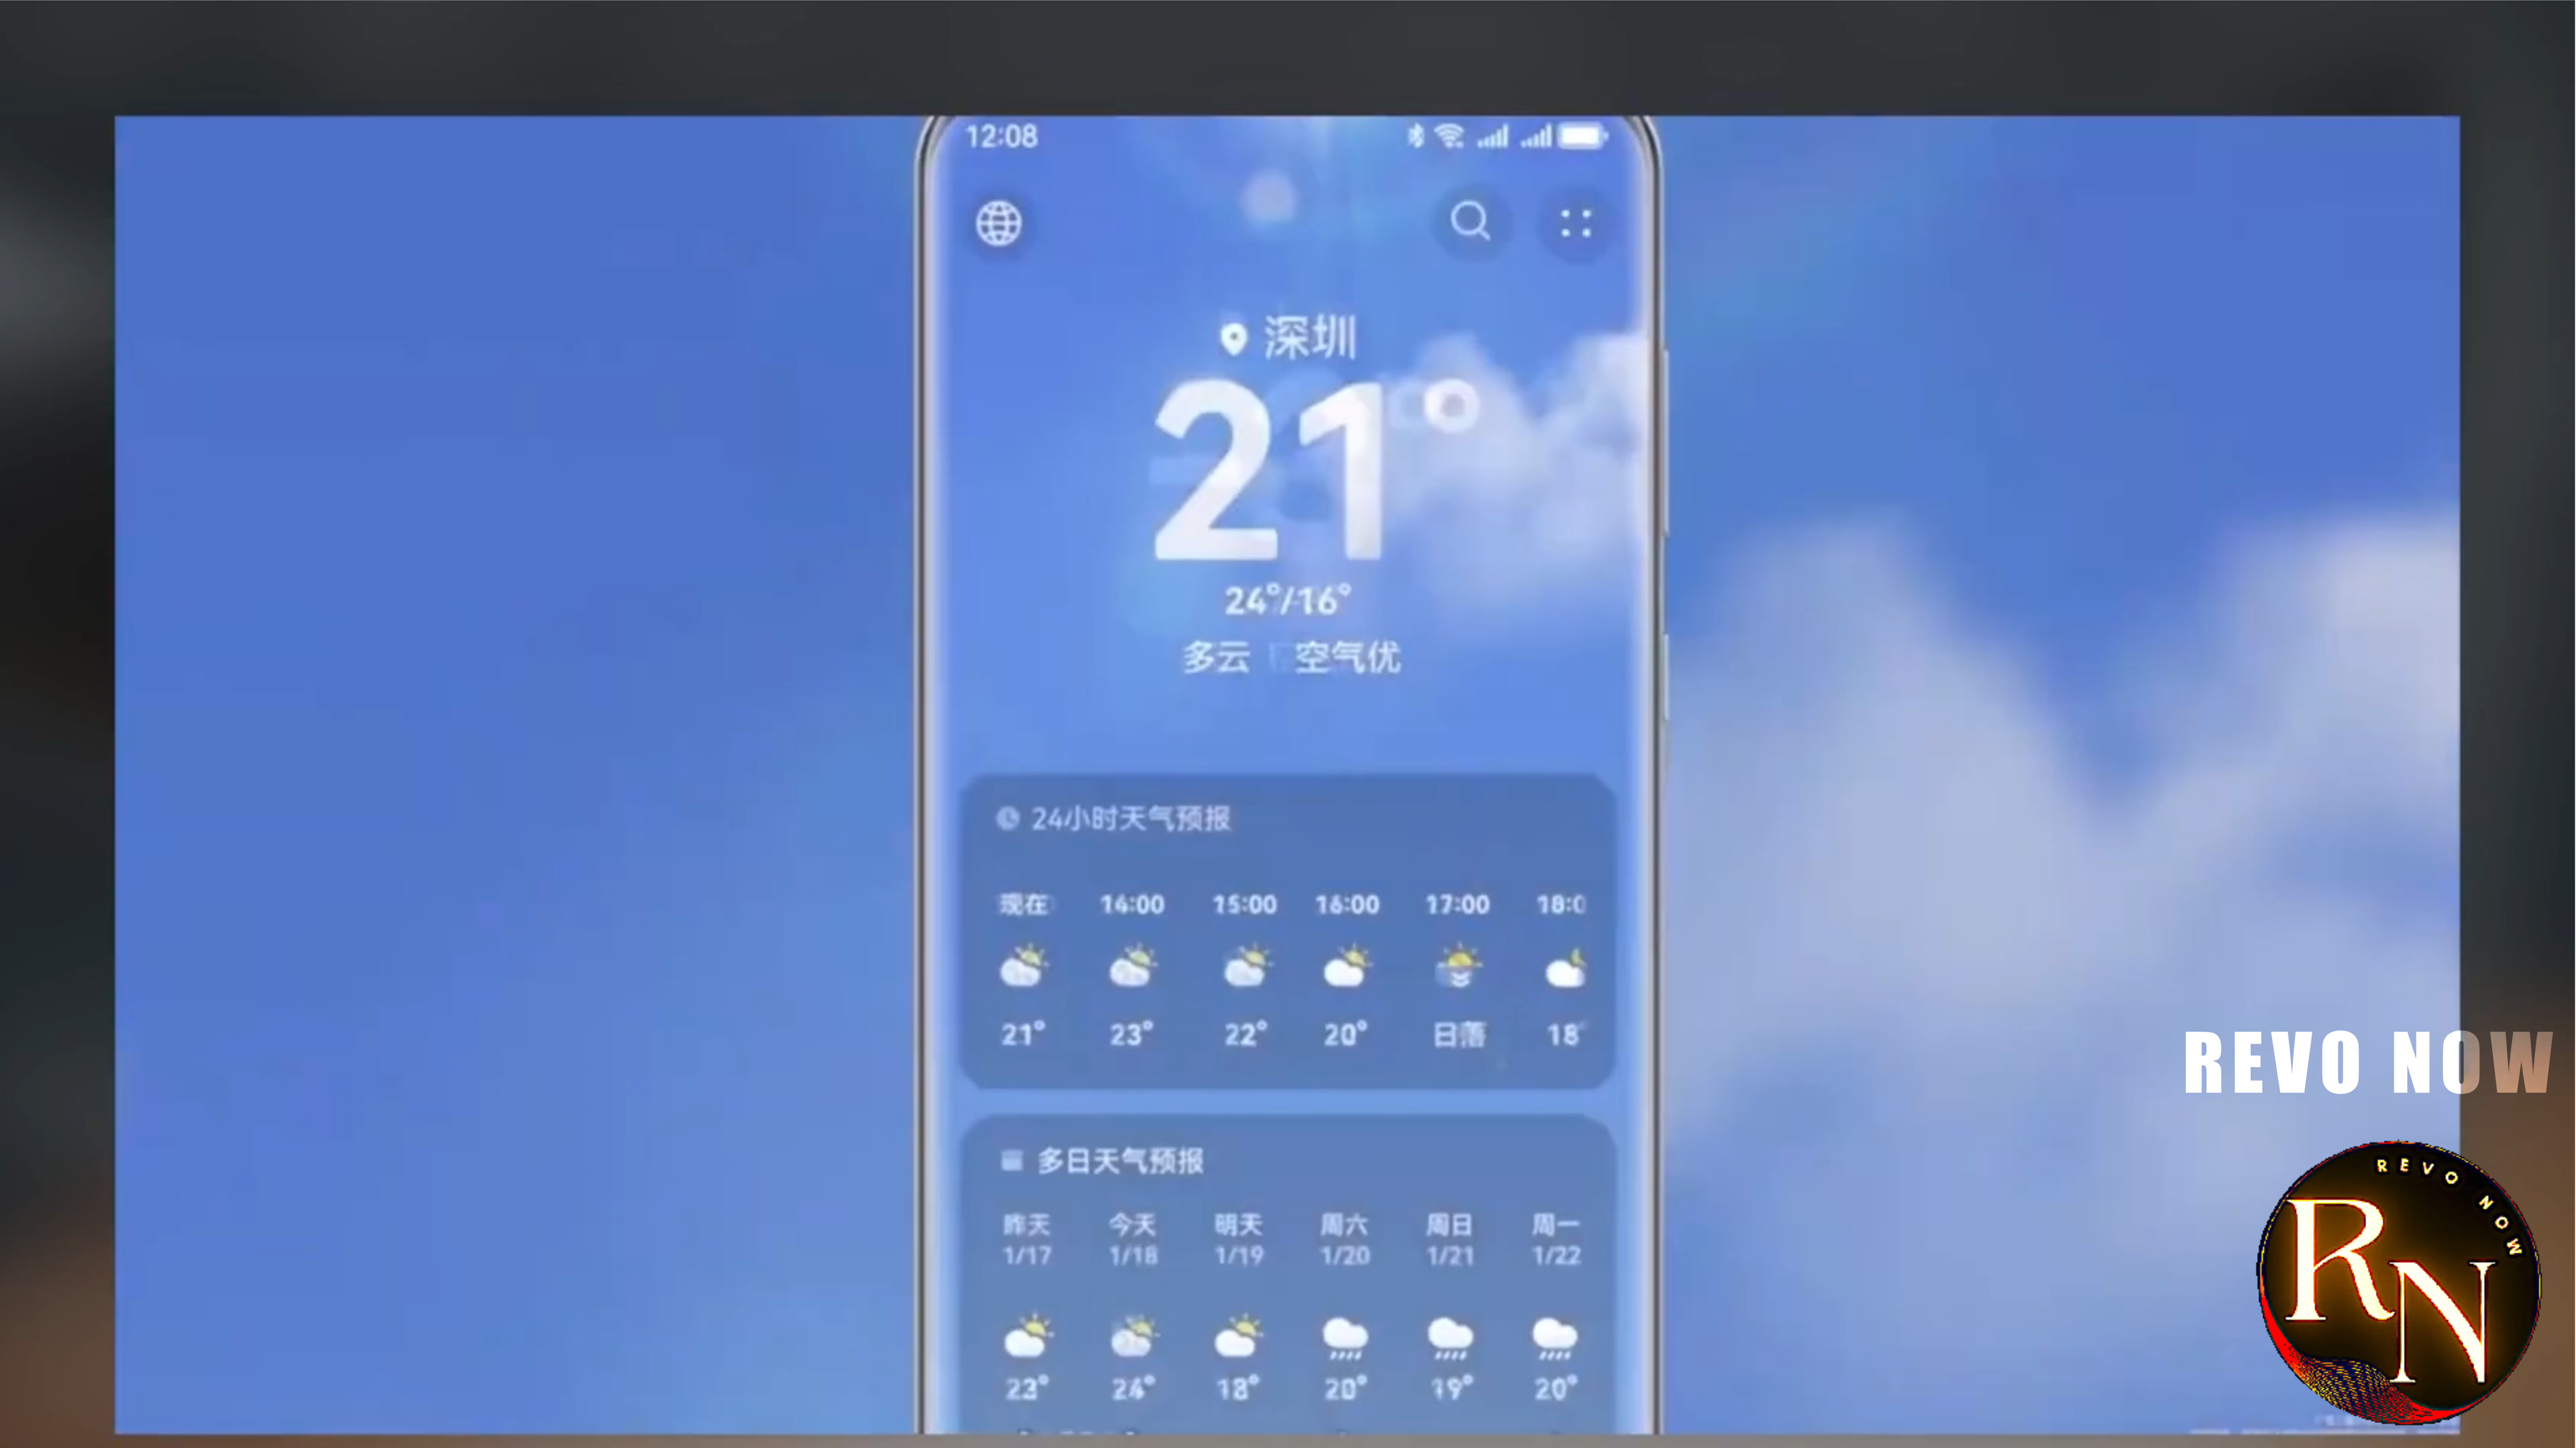 12:08
深圳
21°
24°/16°
多云 空气优
24小时天气预报
现在 14:00 15:00 16:00 17:00 18:0
21° 23° 22° 20° 日落 18°
多日天气预报
昨天 今天 明天 周六 周日 周一
1/17 1/18 1/19 1/20 1/21 1/22
23° 24° 18° 20° 19° 20°
REVO NOW
REVO NOW
RN